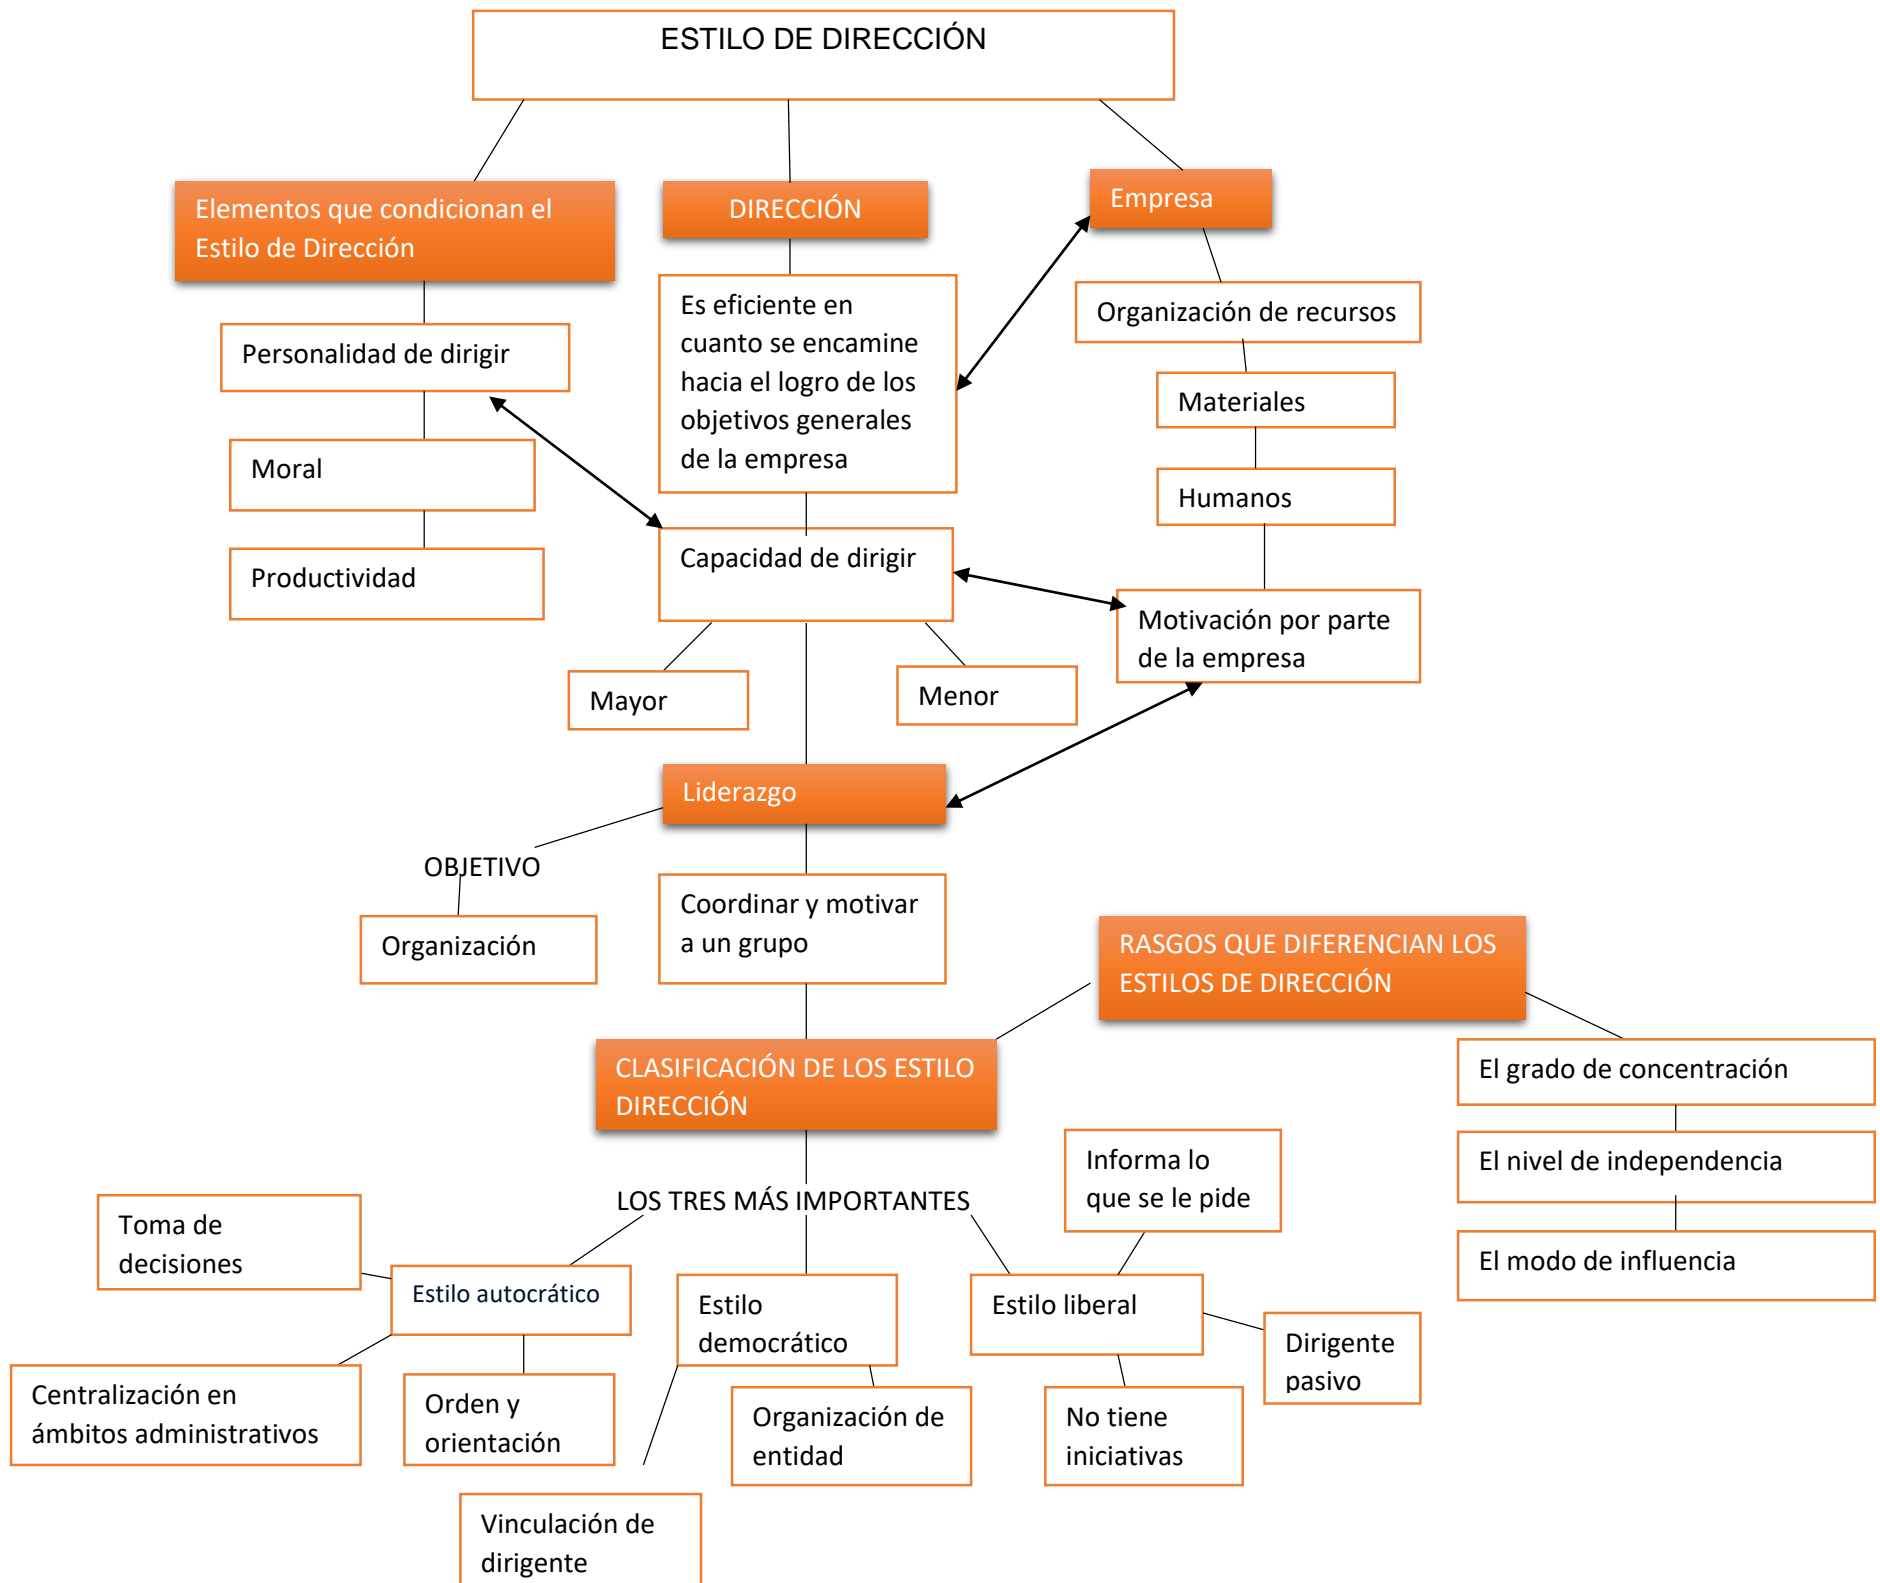 ESTILO DE DIRECCIÓN
Elementos que condicionan el
Estilo de Dirección
DIRECCIÓN
Empresa
Es eficiente en
cuanto se encamine
hacia el logro de los
objetivos generales
de la empresa
Organización de recursos
Personalidad de dirigir
Materiales
Moral
Humanos
Productividad
Capacidad de dirigir
Motivación por parte
de la empresa
Mayor
Menor
Liderazgo
OBJETIVO
Organización
Coordinar y motivar
a un grupo
RASGOS QUE DIFERENCIAN LOS
ESTILOS DE DIRECCIÓN
CLASIFICACIÓN DE LOS ESTILO
DIRECCIÓN
El grado de concentración
El nivel de independencia
El modo de influencia
LOS TRES MÁS IMPORTANTES
Informa lo
que se le pide
Toma de
decisiones
Estilo autocrático
Estilo
democrático
Estilo liberal
Dirigente
pasivo
Centralización en
ámbitos administrativos
Orden y
orientación
Organización de
entidad
No tiene
iniciativas
Vinculación de
dirigente